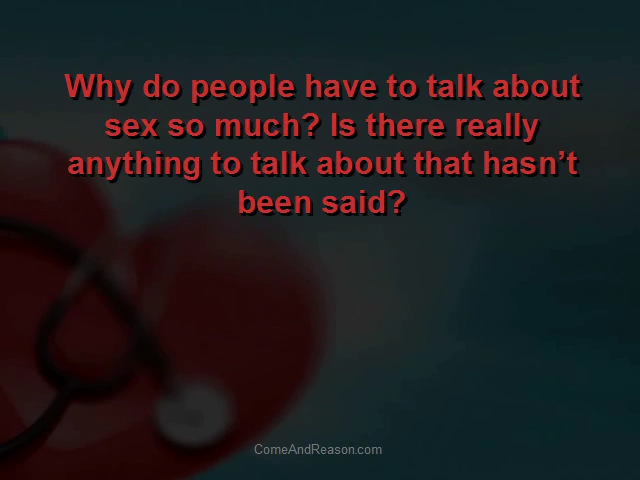 Why do people have to talk about
sex so much? Is there really
anything to talk about that hasn’t
been said?
ComeAndReason.com